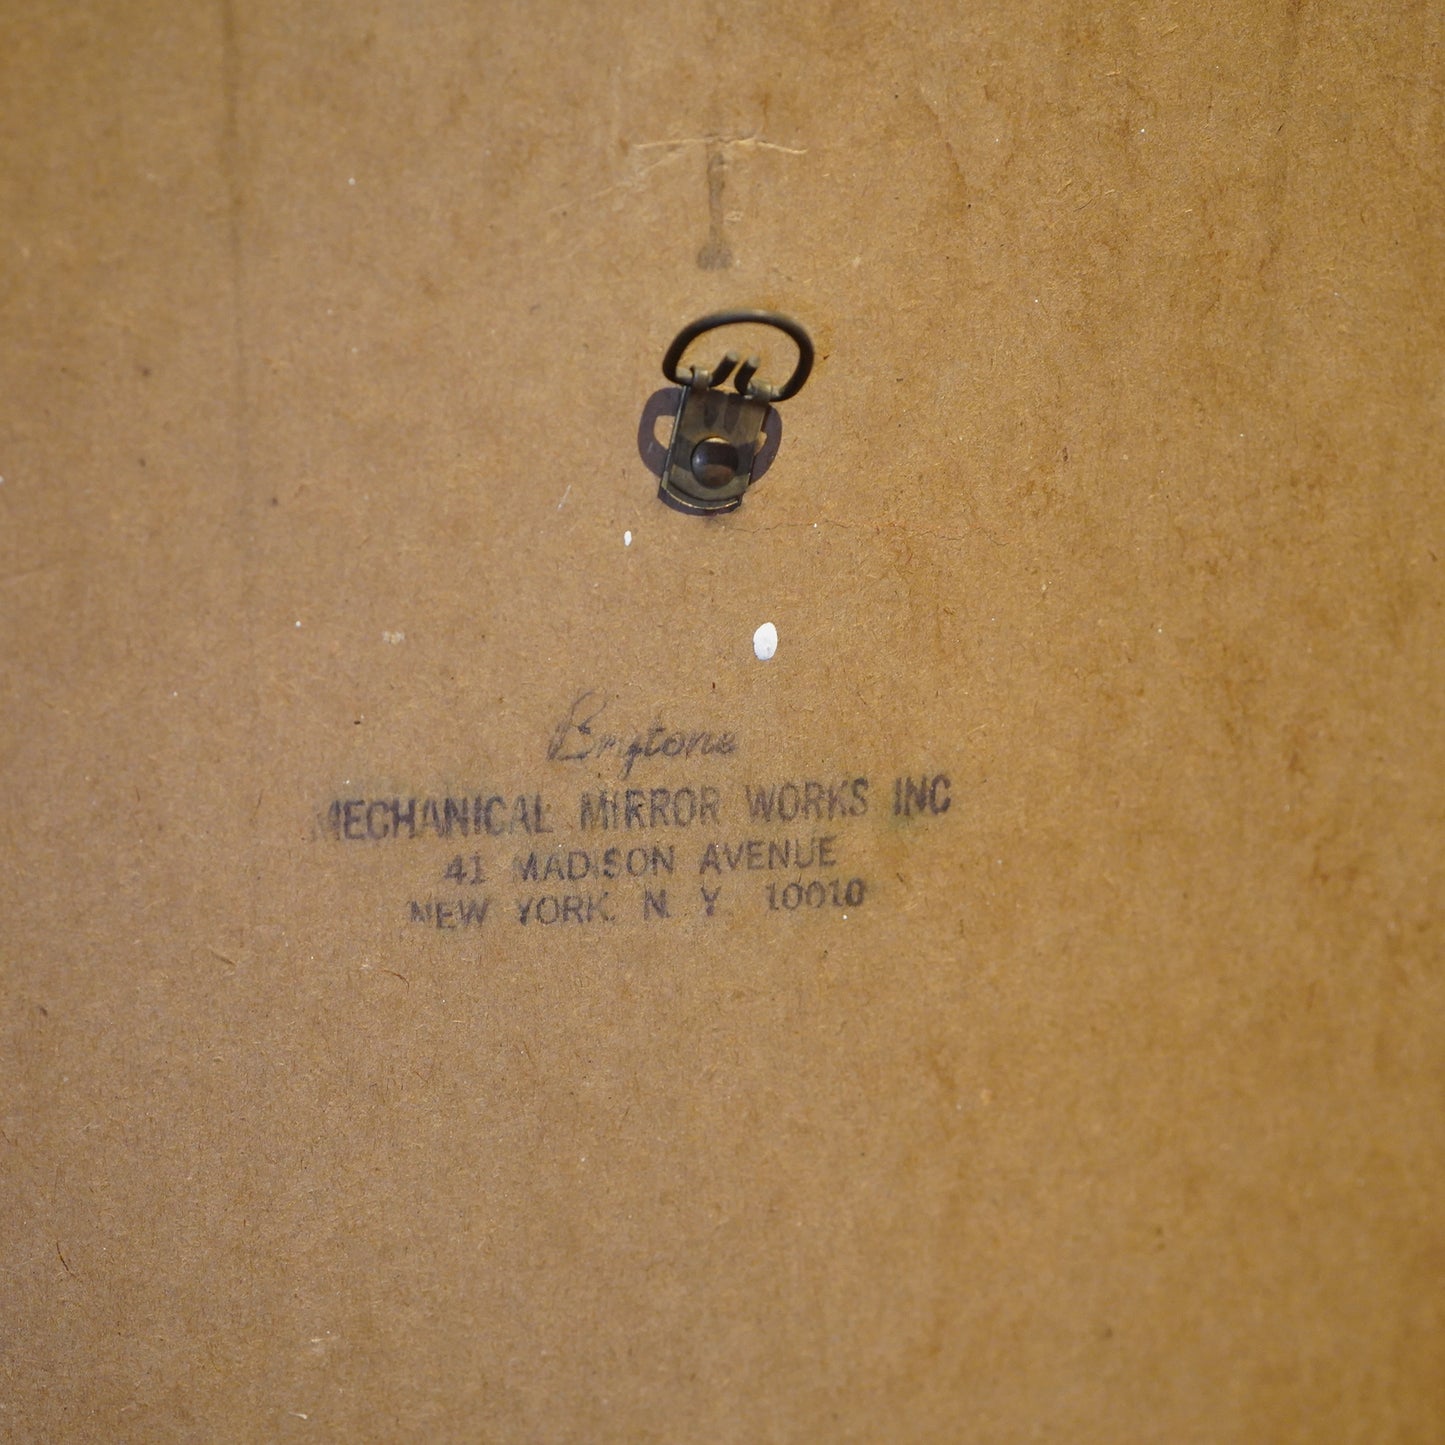 MECHANICAL MIRROR WORKS INC
41 MADISON AVENUE
NEW YORK, N. Y. 10010